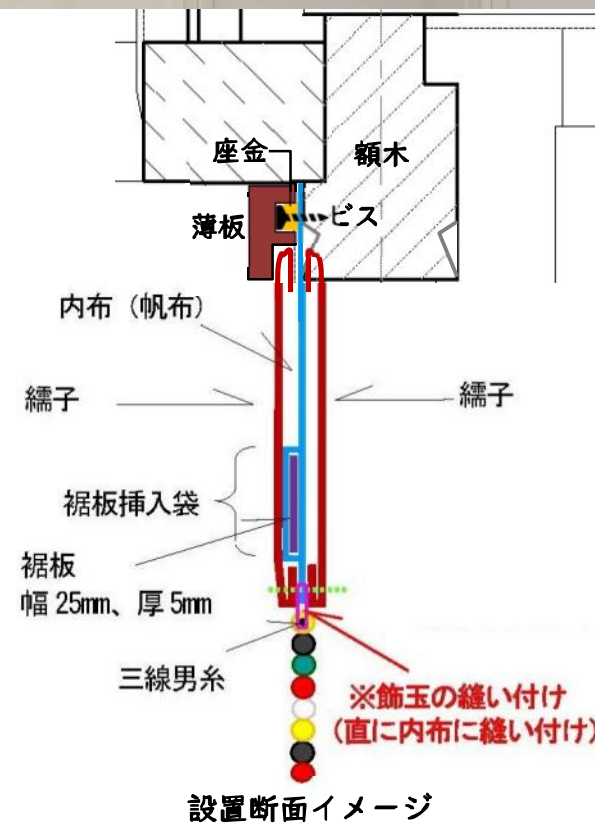 座金
額木
薄板
ビス
内布（帆布）
繻子
繻子
裾板挿入袋
裾板
幅 25mm、厚 5mm
三線男糸
※飾玉の縫い付け
（直に内布に縫い付け）
設置断面イメージ